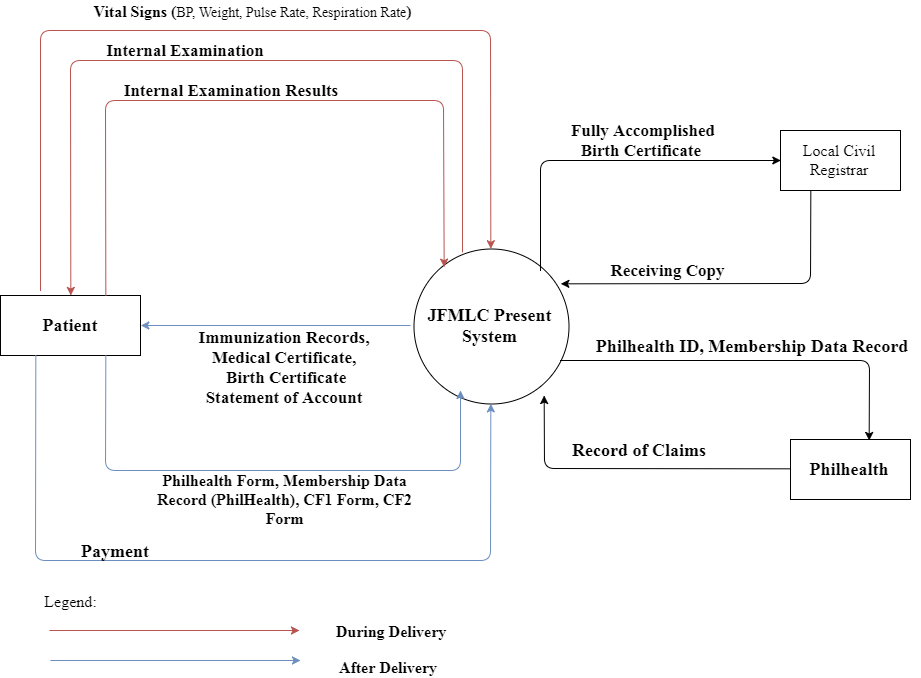 Vital Signs (BP, Weight, Pulse Rate, Respiration Rate)
Internal Examination
Internal Examination Results
Fully Accomplished
Birth Certificate
Local Civil
Registrar
Receiving Copy
Patient
JFMLC Present
System
Immunization Records,
Medical Certificate,
Birth Certificate
Statement of Account
Philhealth ID, Membership Data Record
Record of Claims
Philhealth
Philhealth Form, Membership Data
Record (PhilHealth), CF1 Form, CF2
Form
Payment
Legend:
During Delivery
After Delivery